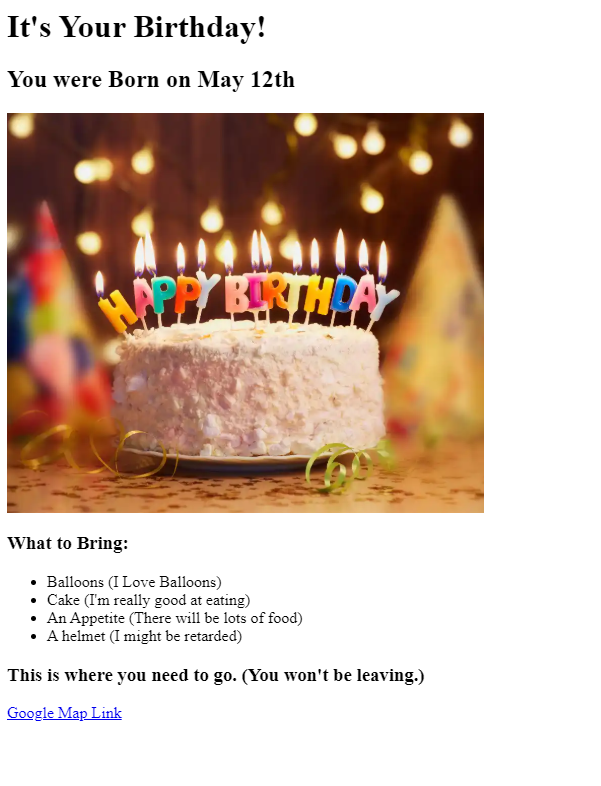 It's Your Birthday!
You were Born on May 12th
HAPPY BIRTHDAY
What to Bring:
Balloons (I Love Balloons)
Cake (I'm really good at eating)
An Appetite (There will be lots of food)
A helmet (I might be retarded)
This is where you need to go. (You won't be leaving.)
Google Map Link